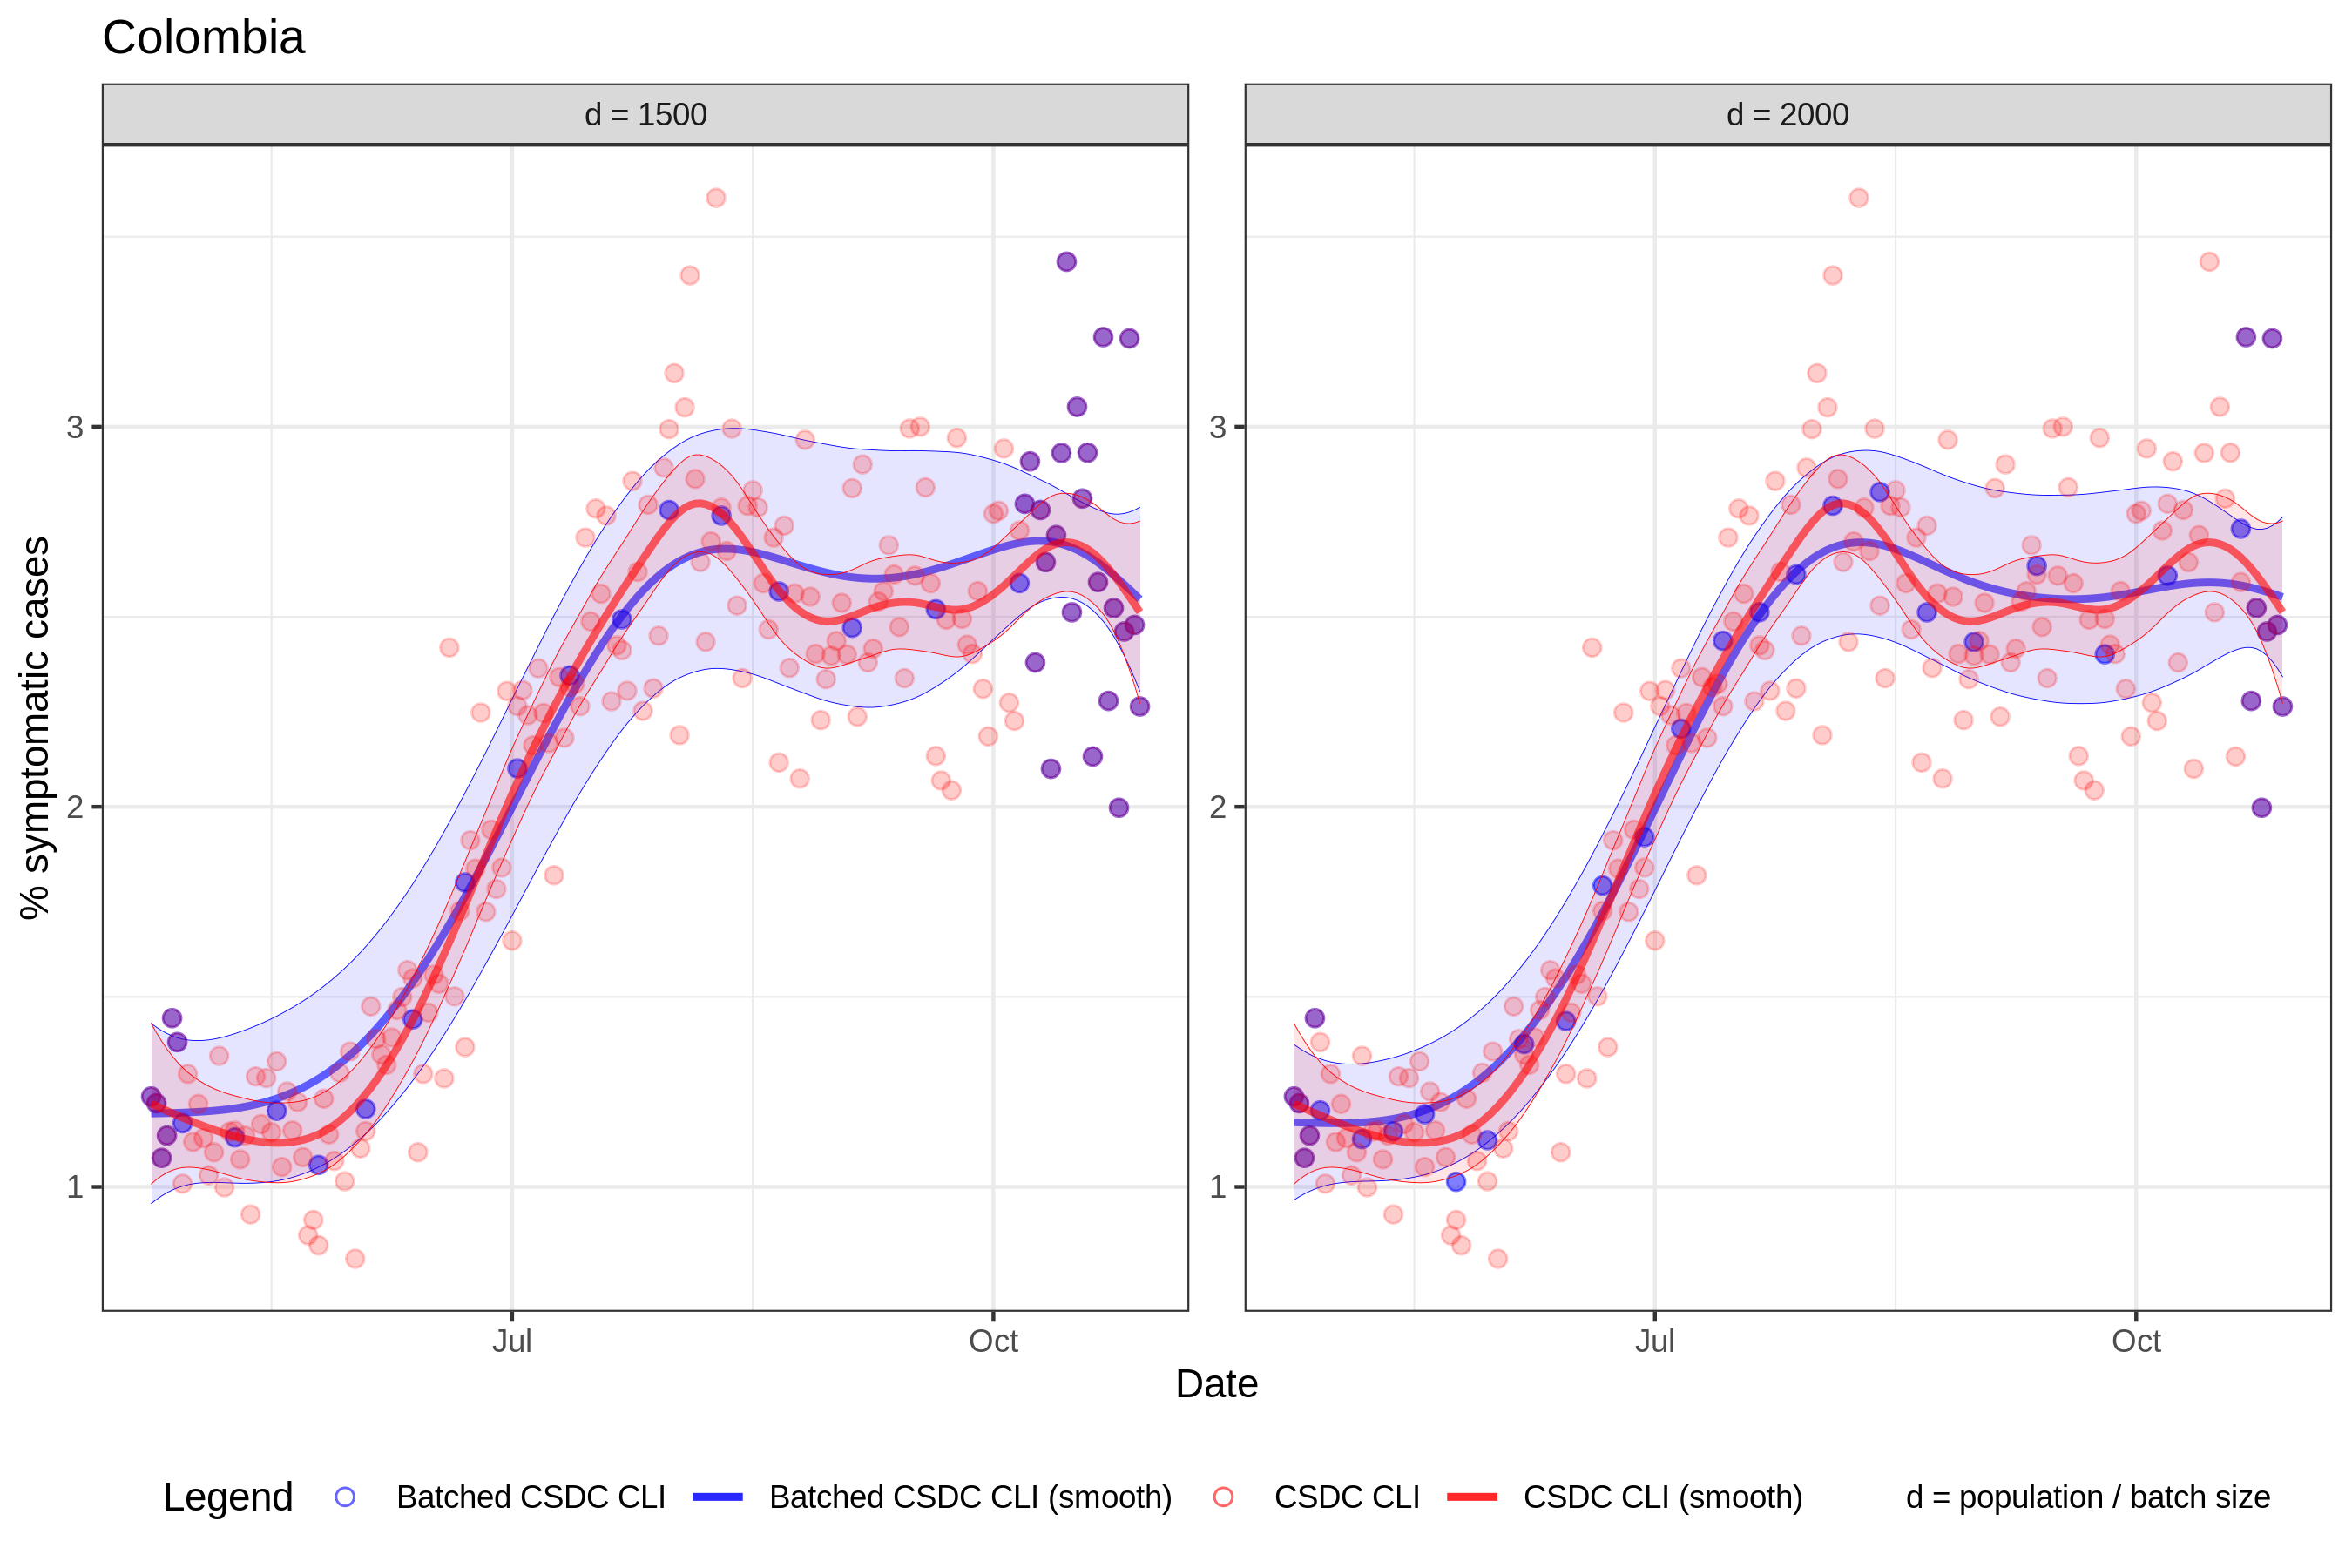 Colombia
d = 1500
d = 2000
% symptomatic cases
3
2
1
3
2
1
Jul
Oct
Jul
Oct
Date
Legend
Batched CSDC CLI
Batched CSDC CLI (smooth)
CSDC CLI
CSDC CLI (smooth)
d = population / batch size